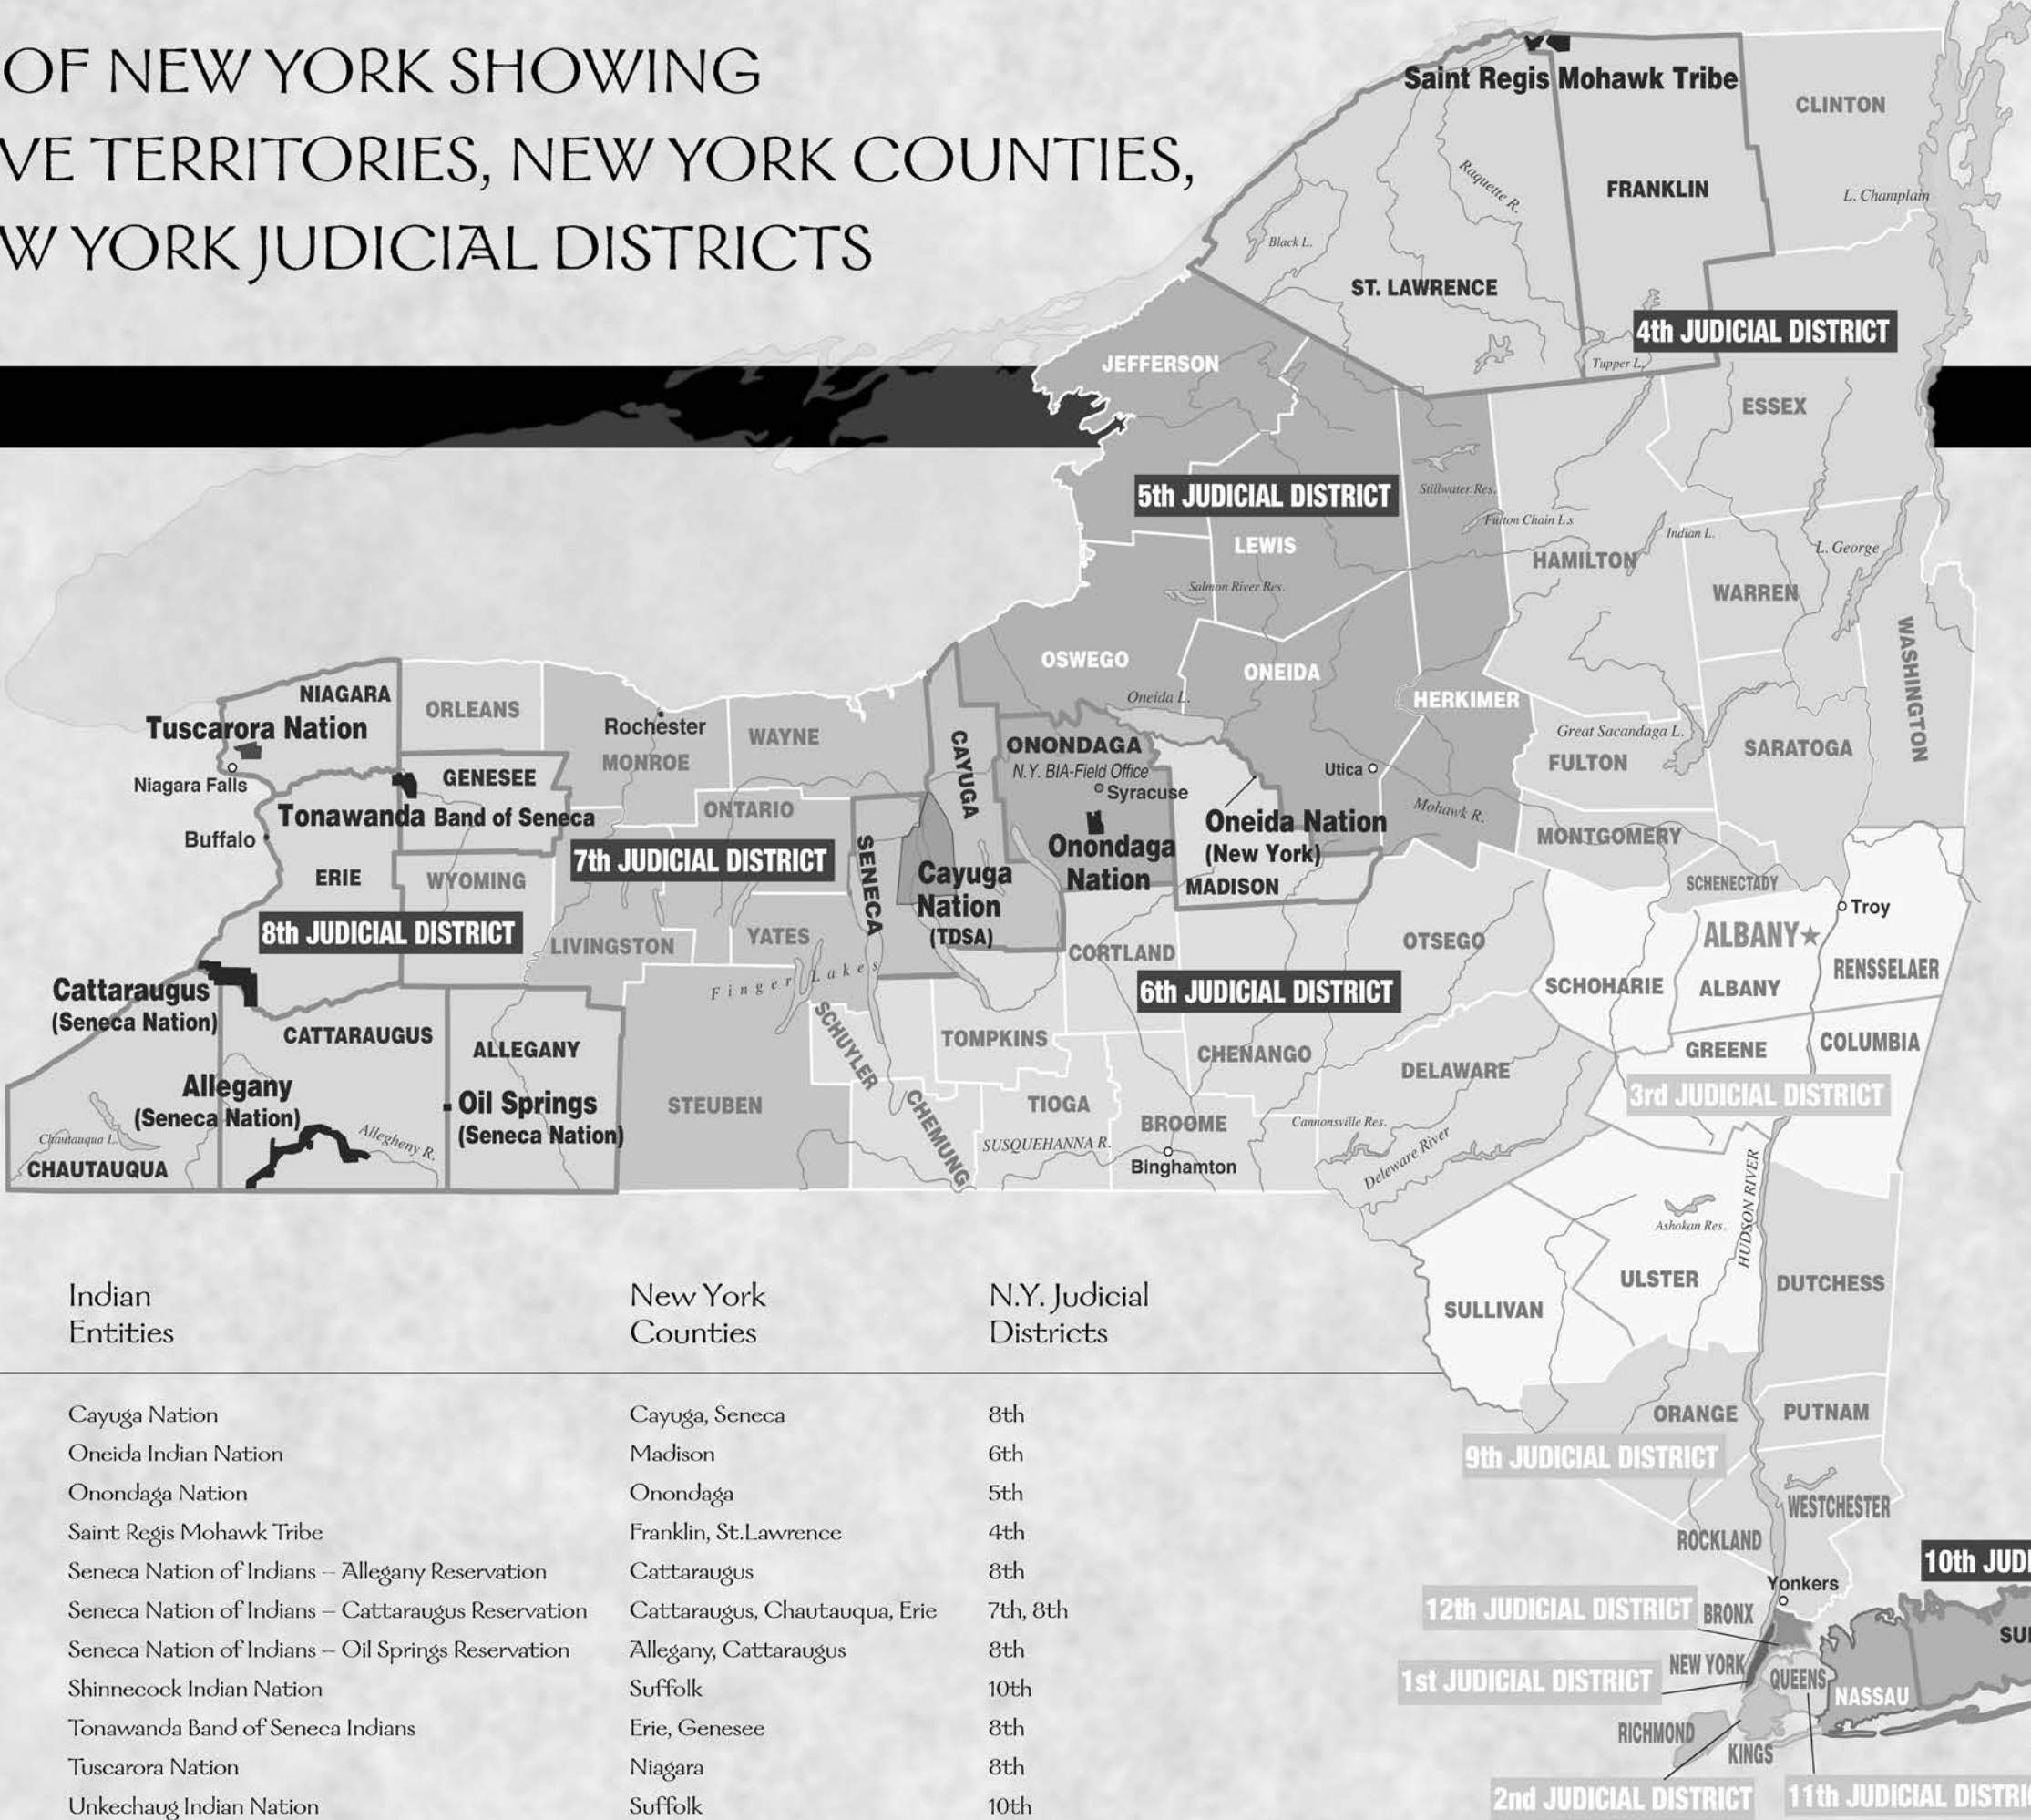 OF NEW YORK SHOWING
VE TERRITORIES, NEW YORK COUNTIES,
W YORK JUDICIAL DISTRICTS
Saint Regis Mohawk Tribe
CLINTON
Raquette R.
FRANKLIN
L. Champlain
Black L.
ST. LAWRENCE
4th JUDICIAL DISTRICT
Tupper L.
JEFFERSON
ESSEX
5th JUDICIAL DISTRICT
Stillwater Res.
Fulton Chain L.s
Indian L.
L. George
LEWIS
HAMILTON
Salmon River Res.
WARREN
WASHINGTON
OSWEGO
ONEIDA
Oneida L.
HERKIMER
NIAGARA
ORLEANS
Tuscarora Nation
Rochester
MONROE
WAYNE
CAYUGA
ONONDAGA
N.Y. BIA-Field Office
Syracuse
Utica
Great Sacandaga L.
FULTON
SARATOGA
Niagara Falls
GENESEE
Tonawanda Band of Seneca
ONTARIO
Oneida Nation
(New York)
Mohawk R.
MONTGOMERY
Buffalo
7th JUDICIAL DISTRICT
SENECA
Onondaga
Nation
MADISON
ERIE
WYOMING
Cayuga
Nation
(TDSA)
SCHENECTADY
Troy
8th JUDICIAL DISTRICT
LIVINGSTON
YATES
CORTLAND
OTSEGO
ALBANY
RENSSELAER
Finger Lakes
6th JUDICIAL DISTRICT
SCHOHARIE
ALBANY
Cattaraugus
(Seneca Nation)
CATTARAUGUS
ALLEGANY
SCHUYLER
TOMPKINS
CHENANGO
DELAWARE
GREENE
COLUMBIA
3rd JUDICIAL DISTRICT
Allegany
(Seneca Nation)
Oil Springs
(Seneca Nation)
STEUBEN
CHEMUNG
TIOGA
BROOME
Cannonsville Res.
Chautauqua L.
Allegheny R.
SUSQUEHANNA R.
Binghamton
Deleware River
CHAUTAUQUA
HUDSON RIVER
Ashokan Res.
ULSTER
DUTCHESS
SULLIVAN
ORANGE
PUTNAM
9th JUDICIAL DISTRICT
WESTCHESTER
ROCKLAND
10th JUDI
Yonkers
12th JUDICIAL DISTRICT
BRONX
SU
NEW YORK
1st JUDICIAL DISTRICT
QUEENS
NASSAU
RICHMOND
KINGS
2nd JUDICIAL DISTRICT
11th JUDICIAL DISTRI
Indian
Entities
New York
Counties
N.Y. Judicial
Districts
Cayuga Nation Cayuga, Seneca 8th
Oneida Indian Nation Madison 6th
Onondaga Nation Onondaga 5th
Saint Regis Mohawk Tribe Franklin, St.Lawrence 4th
Seneca Nation of Indians – Allegany Reservation Cattaraugus 8th
Seneca Nation of Indians – Cattaraugus Reservation Cattaraugus, Chautauqua, Erie 7th, 8th
Seneca Nation of Indians – Oil Springs Reservation Allegany, Cattaraugus 8th
Shinnecock Indian Nation Suffolk 10th
Tonawanda Band of Seneca Indians Erie, Genesee 8th
Tuscarora Nation Niagara 8th
Unkechaug Indian Nation Suffolk 10th